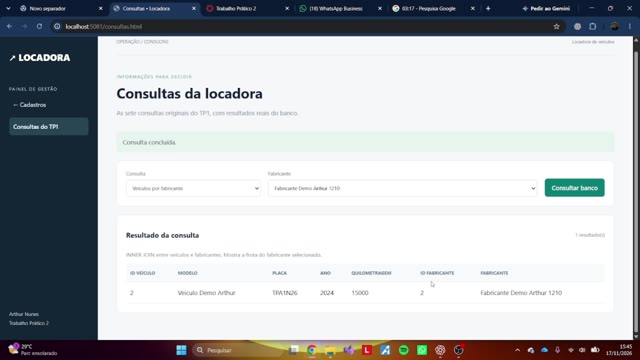 Novo separador
Consultas • Locadora
Trabalho Prático 2
(18) WhatsApp Business
03:17 - Pesquisa Google
Pedir ao Gemini
localhost:5081/consultas.html
LOCADORA
OPERAÇÃO / CONSULTAS
Locadora de veículos
PAINEL DE GESTÃO
← Cadastros
Consultas do TP1
INFORMAÇÕES PARA DECIDIR
Consultas da locadora
As sete consultas originais do TP1, com resultados reais do banco.
Consulta concluída.
Consulta
Fabricante
Veículos por fabricante
Fabricante Demo Arthur 1210
Consultar banco
Resultado da consulta
1 resultado(s)
INNER JOIN entre veículos e fabricantes. Mostra a frota do fabricante selecionado.
ID VEÍCULO MODELO PLACA ANO QUILOMETRAGEM ID FABRICANTE FABRICANTE
2 Veículo Demo Arthur TPA1N26 2024 15000 2 Fabricante Demo Arthur 1210
Arthur Nunes
Trabalho Prático 2
29°C
Parc ensolarado
Pesquisar
15:45
17/11/2026